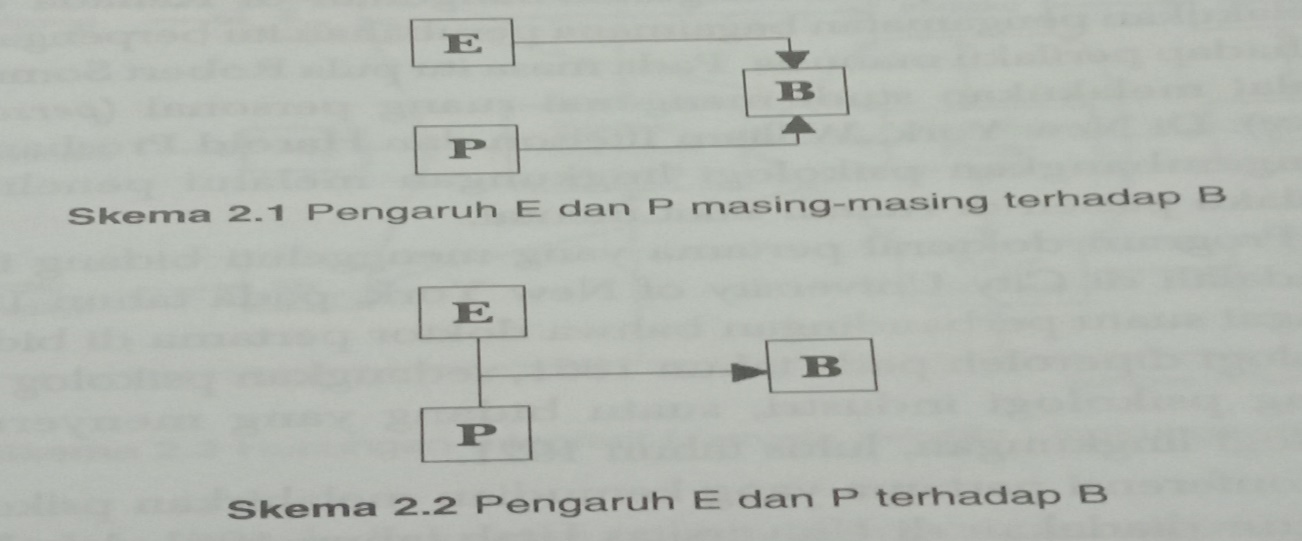 E
B
P
Skema 2.1 Pengaruh E dan P masing-masing terhadap B
E
B
P
Skema 2.2 Pengaruh E dan P terhadap B